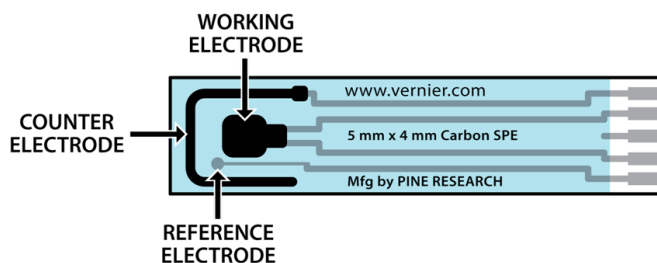 WORKING
ELECTRODE
www.vernier.com
COUNTER
ELECTRODE
5 mm x 4 mm Carbon SPE
Mfg by PINE RESEARCH
REFERENCE
ELECTRODE